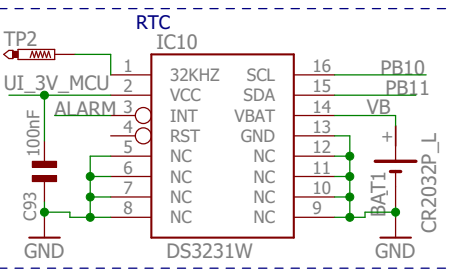 RTC
TP2
IC10
1 32KHZ SCL 16 PB10
UI_3V_MCU 2 VCC SDA 15 PB11
ALARM 3 INT VBAT 14 VB
4 RST GND 13
5 NC NC 12
6 NC NC 11
7 NC NC 10
8 NC NC 9
100nF
C93
+
BAT1
CR2032P_L
GND
DS3231W
GND